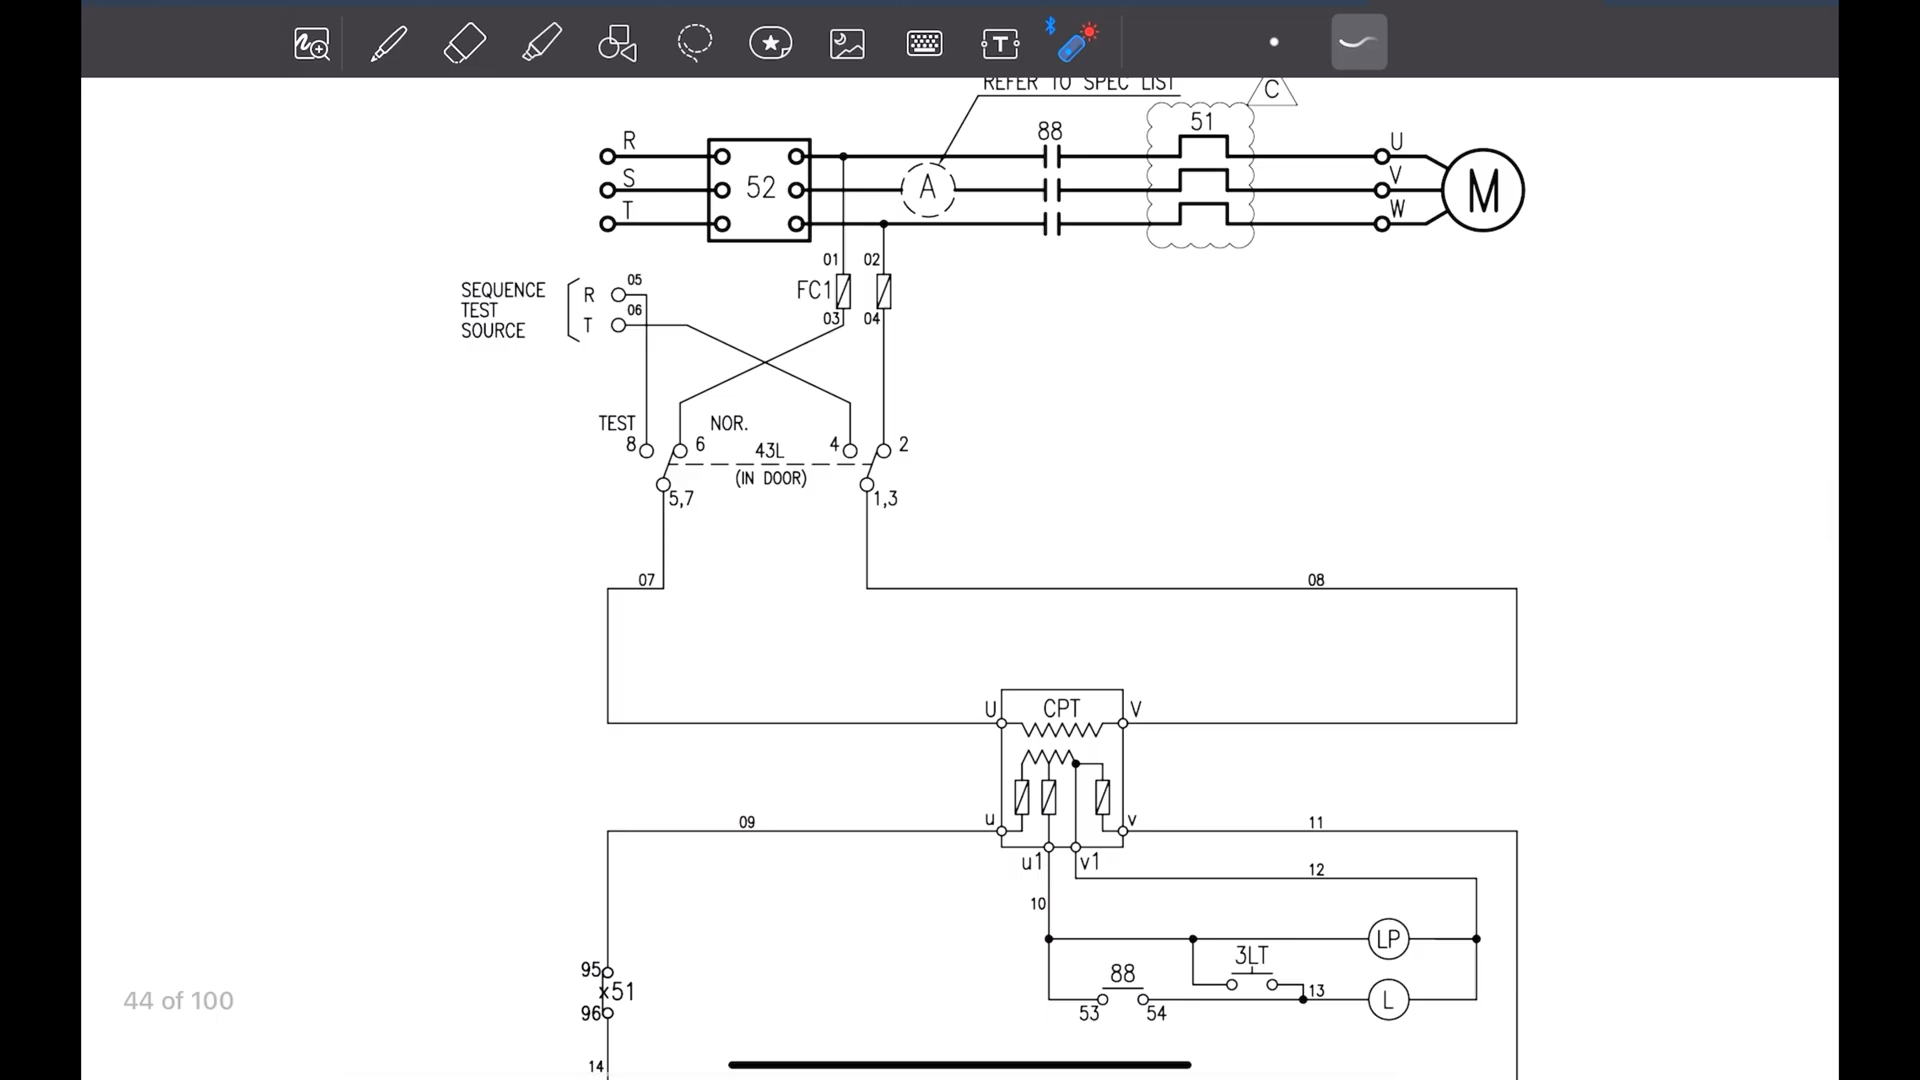 REFER TO SPEC LIST
C
R
S
T
52
A
88
51
U
V
W
M
01
02
FC1
03
04
SEQUENCE
TEST
SOURCE
R
05
T
06
TEST
NOR.
8
6
43L
(IN DOOR)
4
2
5,7
1,3
07
08
U
CPT
V
u
v
u1
v1
09
11
12
10
LP
3LT
88
13
L
53
54
95
x51
96
14
44 of 100